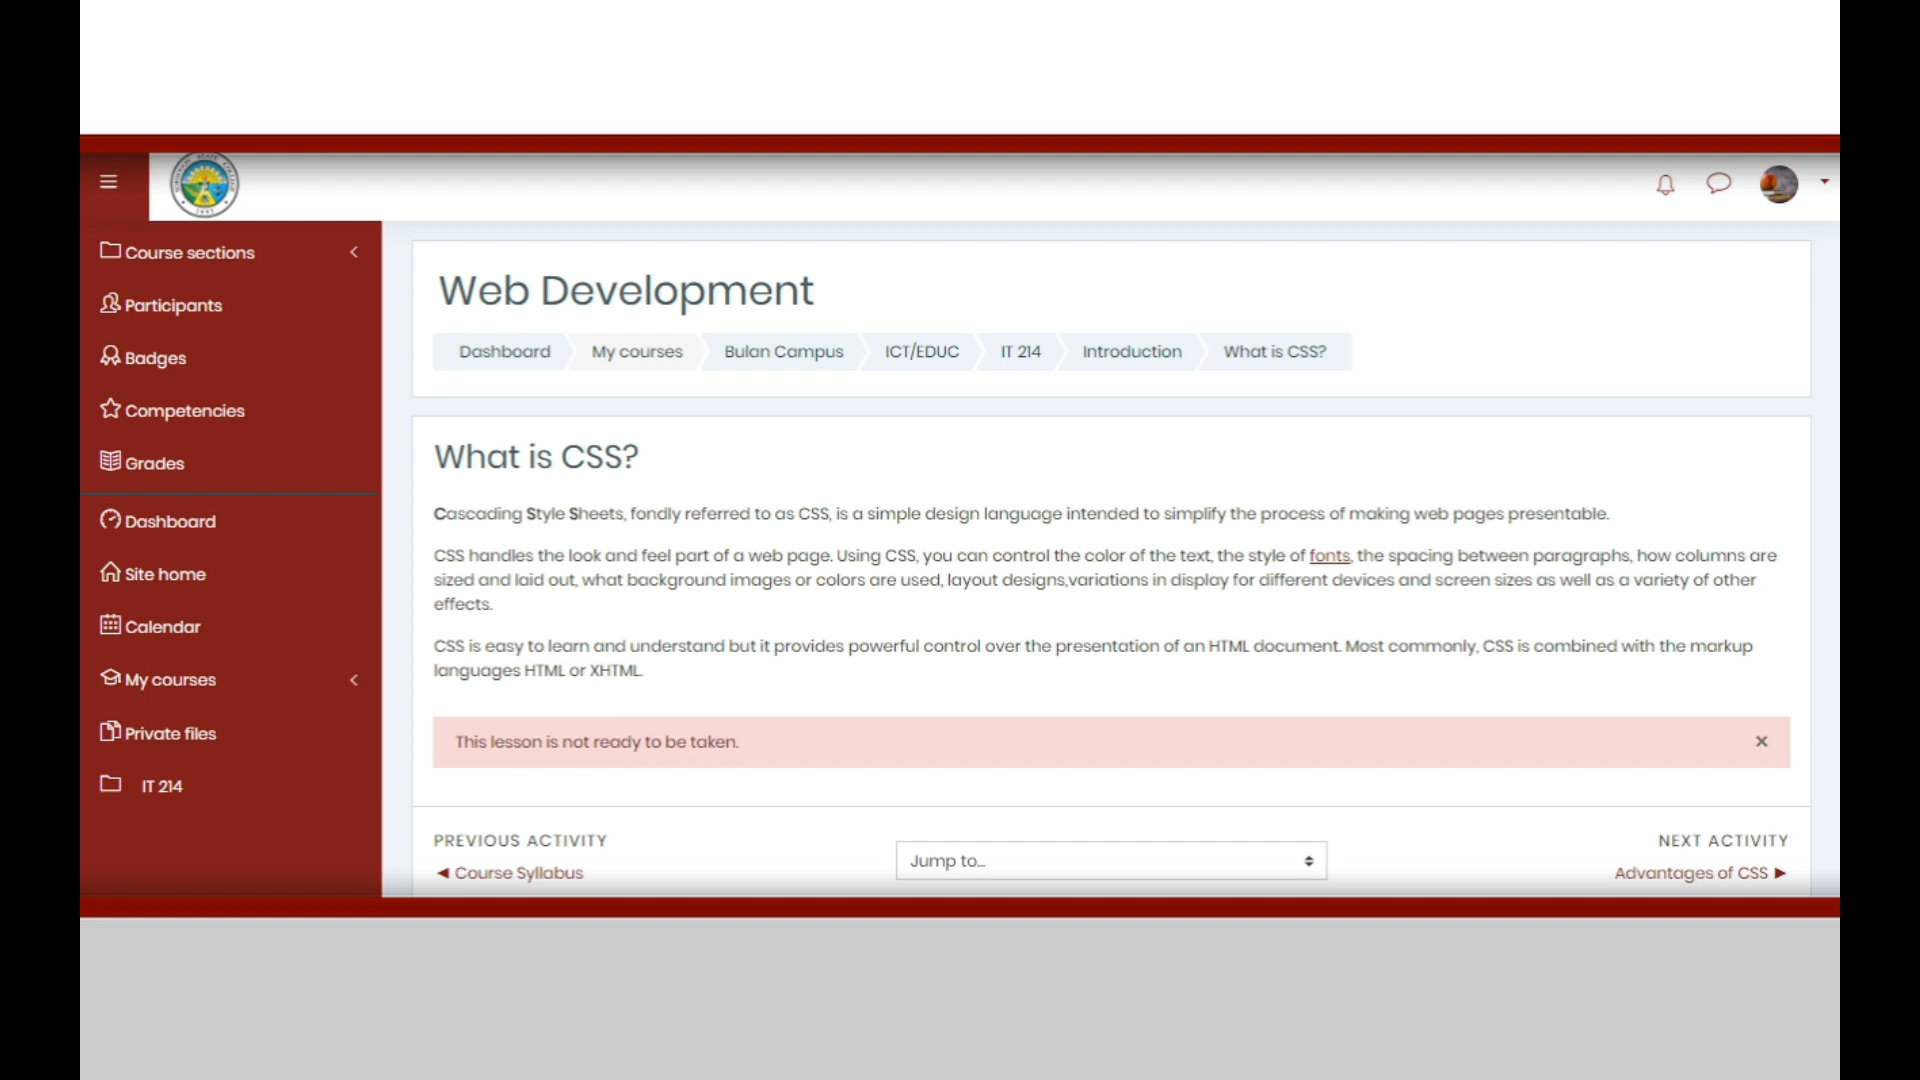 Course sections
Participants
Badges
Competencies
Grades
Dashboard
Site home
Calendar
My courses
Private files
IT 214
Web Development
Dashboard
My courses
Bulan Campus
ICT/EDUC
IT 214
Introduction
What is CSS?
What is CSS?
Cascading Style Sheets, fondly referred to as CSS, is a simple design language intended to simplify the process of making web pages presentable.
CSS handles the look and feel part of a web page. Using CSS, you can control the color of the text, the style of fonts, the spacing between paragraphs, how columns are
sized and laid out, what background images or colors are used, layout designs,variations in display for different devices and screen sizes as well as a variety of other
effects.
CSS is easy to learn and understand but it provides powerful control over the presentation of an HTML document. Most commonly, CSS is combined with the markup
languages HTML or XHTML.
This lesson is not ready to be taken.
PREVIOUS ACTIVITY
◄ Course Syllabus
Jump to...
NEXT ACTIVITY
Advantages of CSS ►